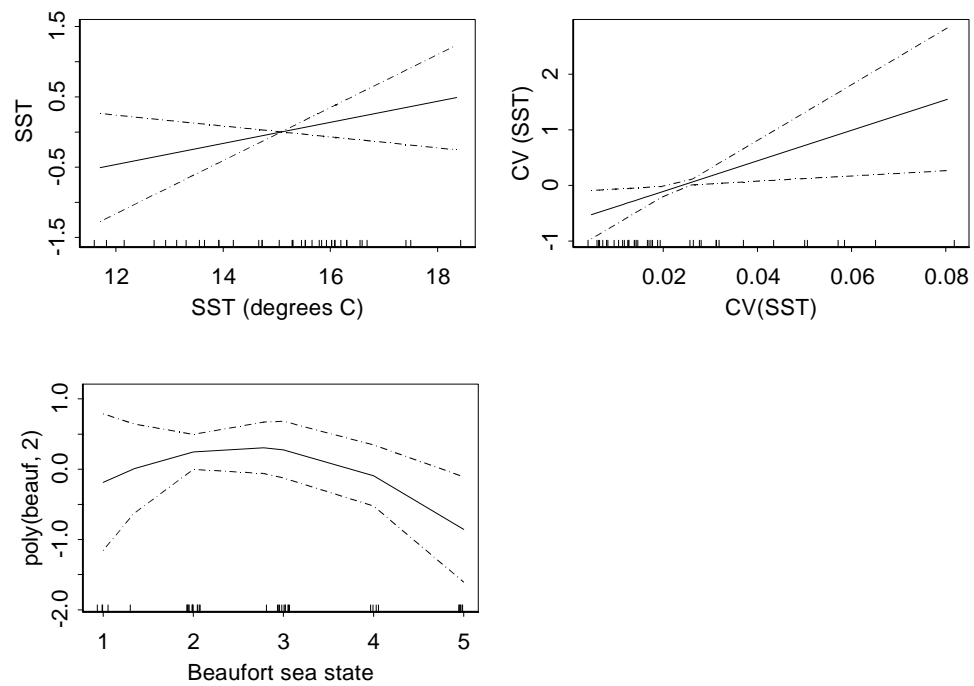 1.5
0.5
-0.5
-1.5
SST
12 14 16 18
SST (degrees C)
2
1
0
-1
CV (SST)
0.02 0.04 0.06 0.08
CV(SST)
1.0
0.0
-1.0
-2.0
poly(beauf, 2)
1 2 3 4 5
Beaufort sea state